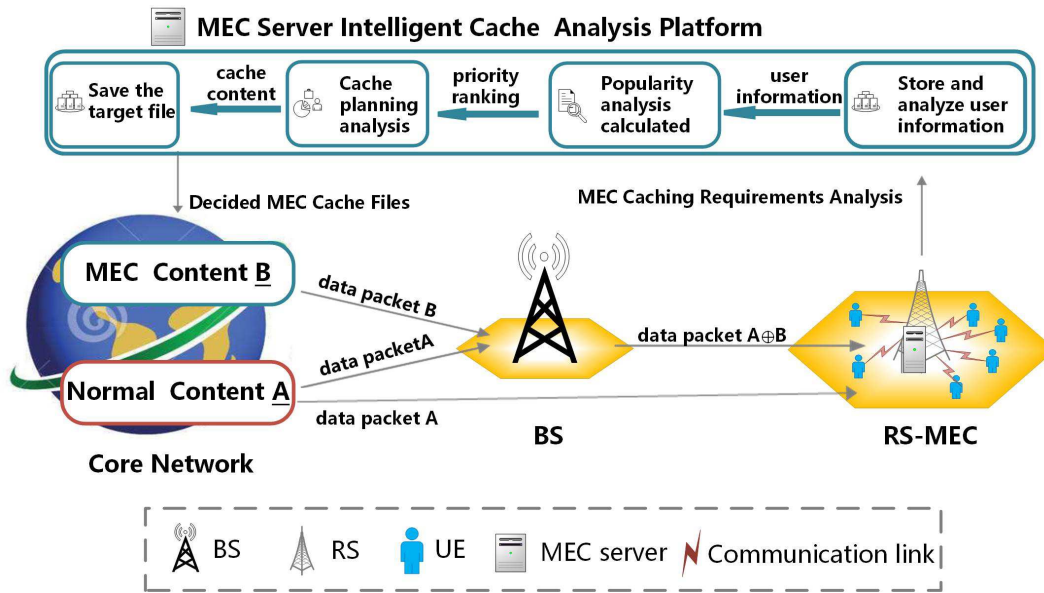 MEC Server Intelligent Cache Analysis Platform
Save the
target file
cache
content
Cache
planning
analysis
priority
ranking
Popularity
analysis
calculated
user
information
Store and
analyze user
information
Decided MEC Cache Files
MEC Caching Requirements Analysis
MEC Content B
data packet B
data packetA
data packet A⊕B
Normal Content A
data packet A
BS
RS-MEC
Core Network
BS
RS
UE
MEC server
Communication link